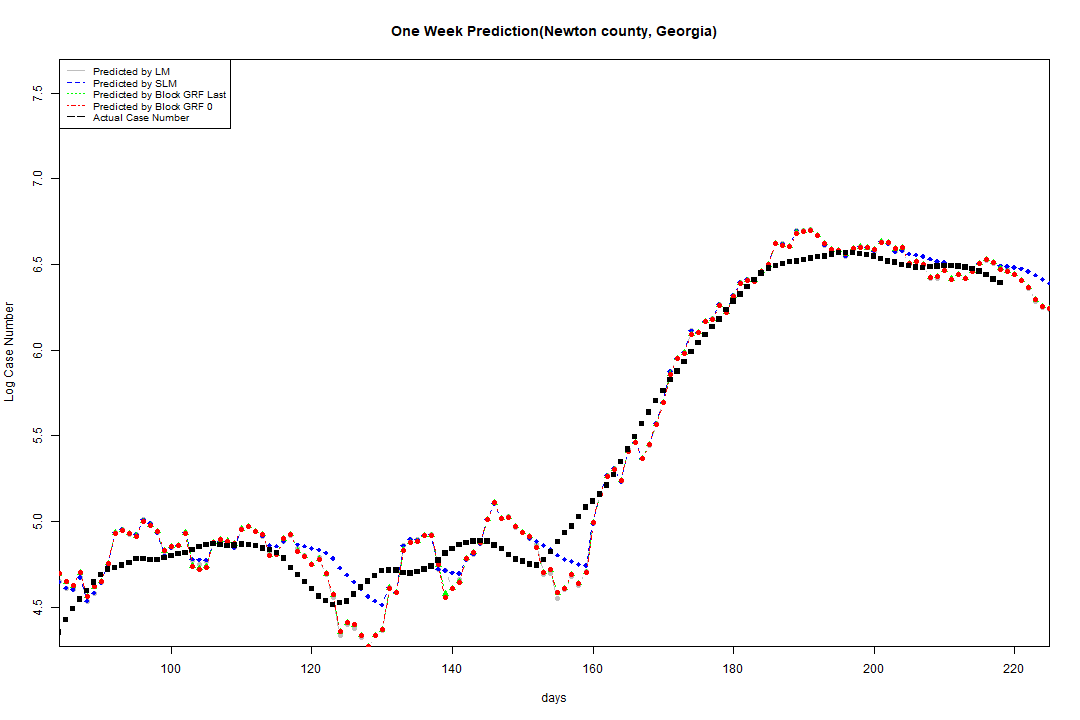 One Week Prediction(Newton county, Georgia)
Predicted by LM
Predicted by SLM
Predicted by Block GRF Last
Predicted by Block GRF 0
Actual Case Number
7.5
7.0
6.5
6.0
5.5
5.0
4.5
Log Case Number
100 120 140 160 180 200 220
days